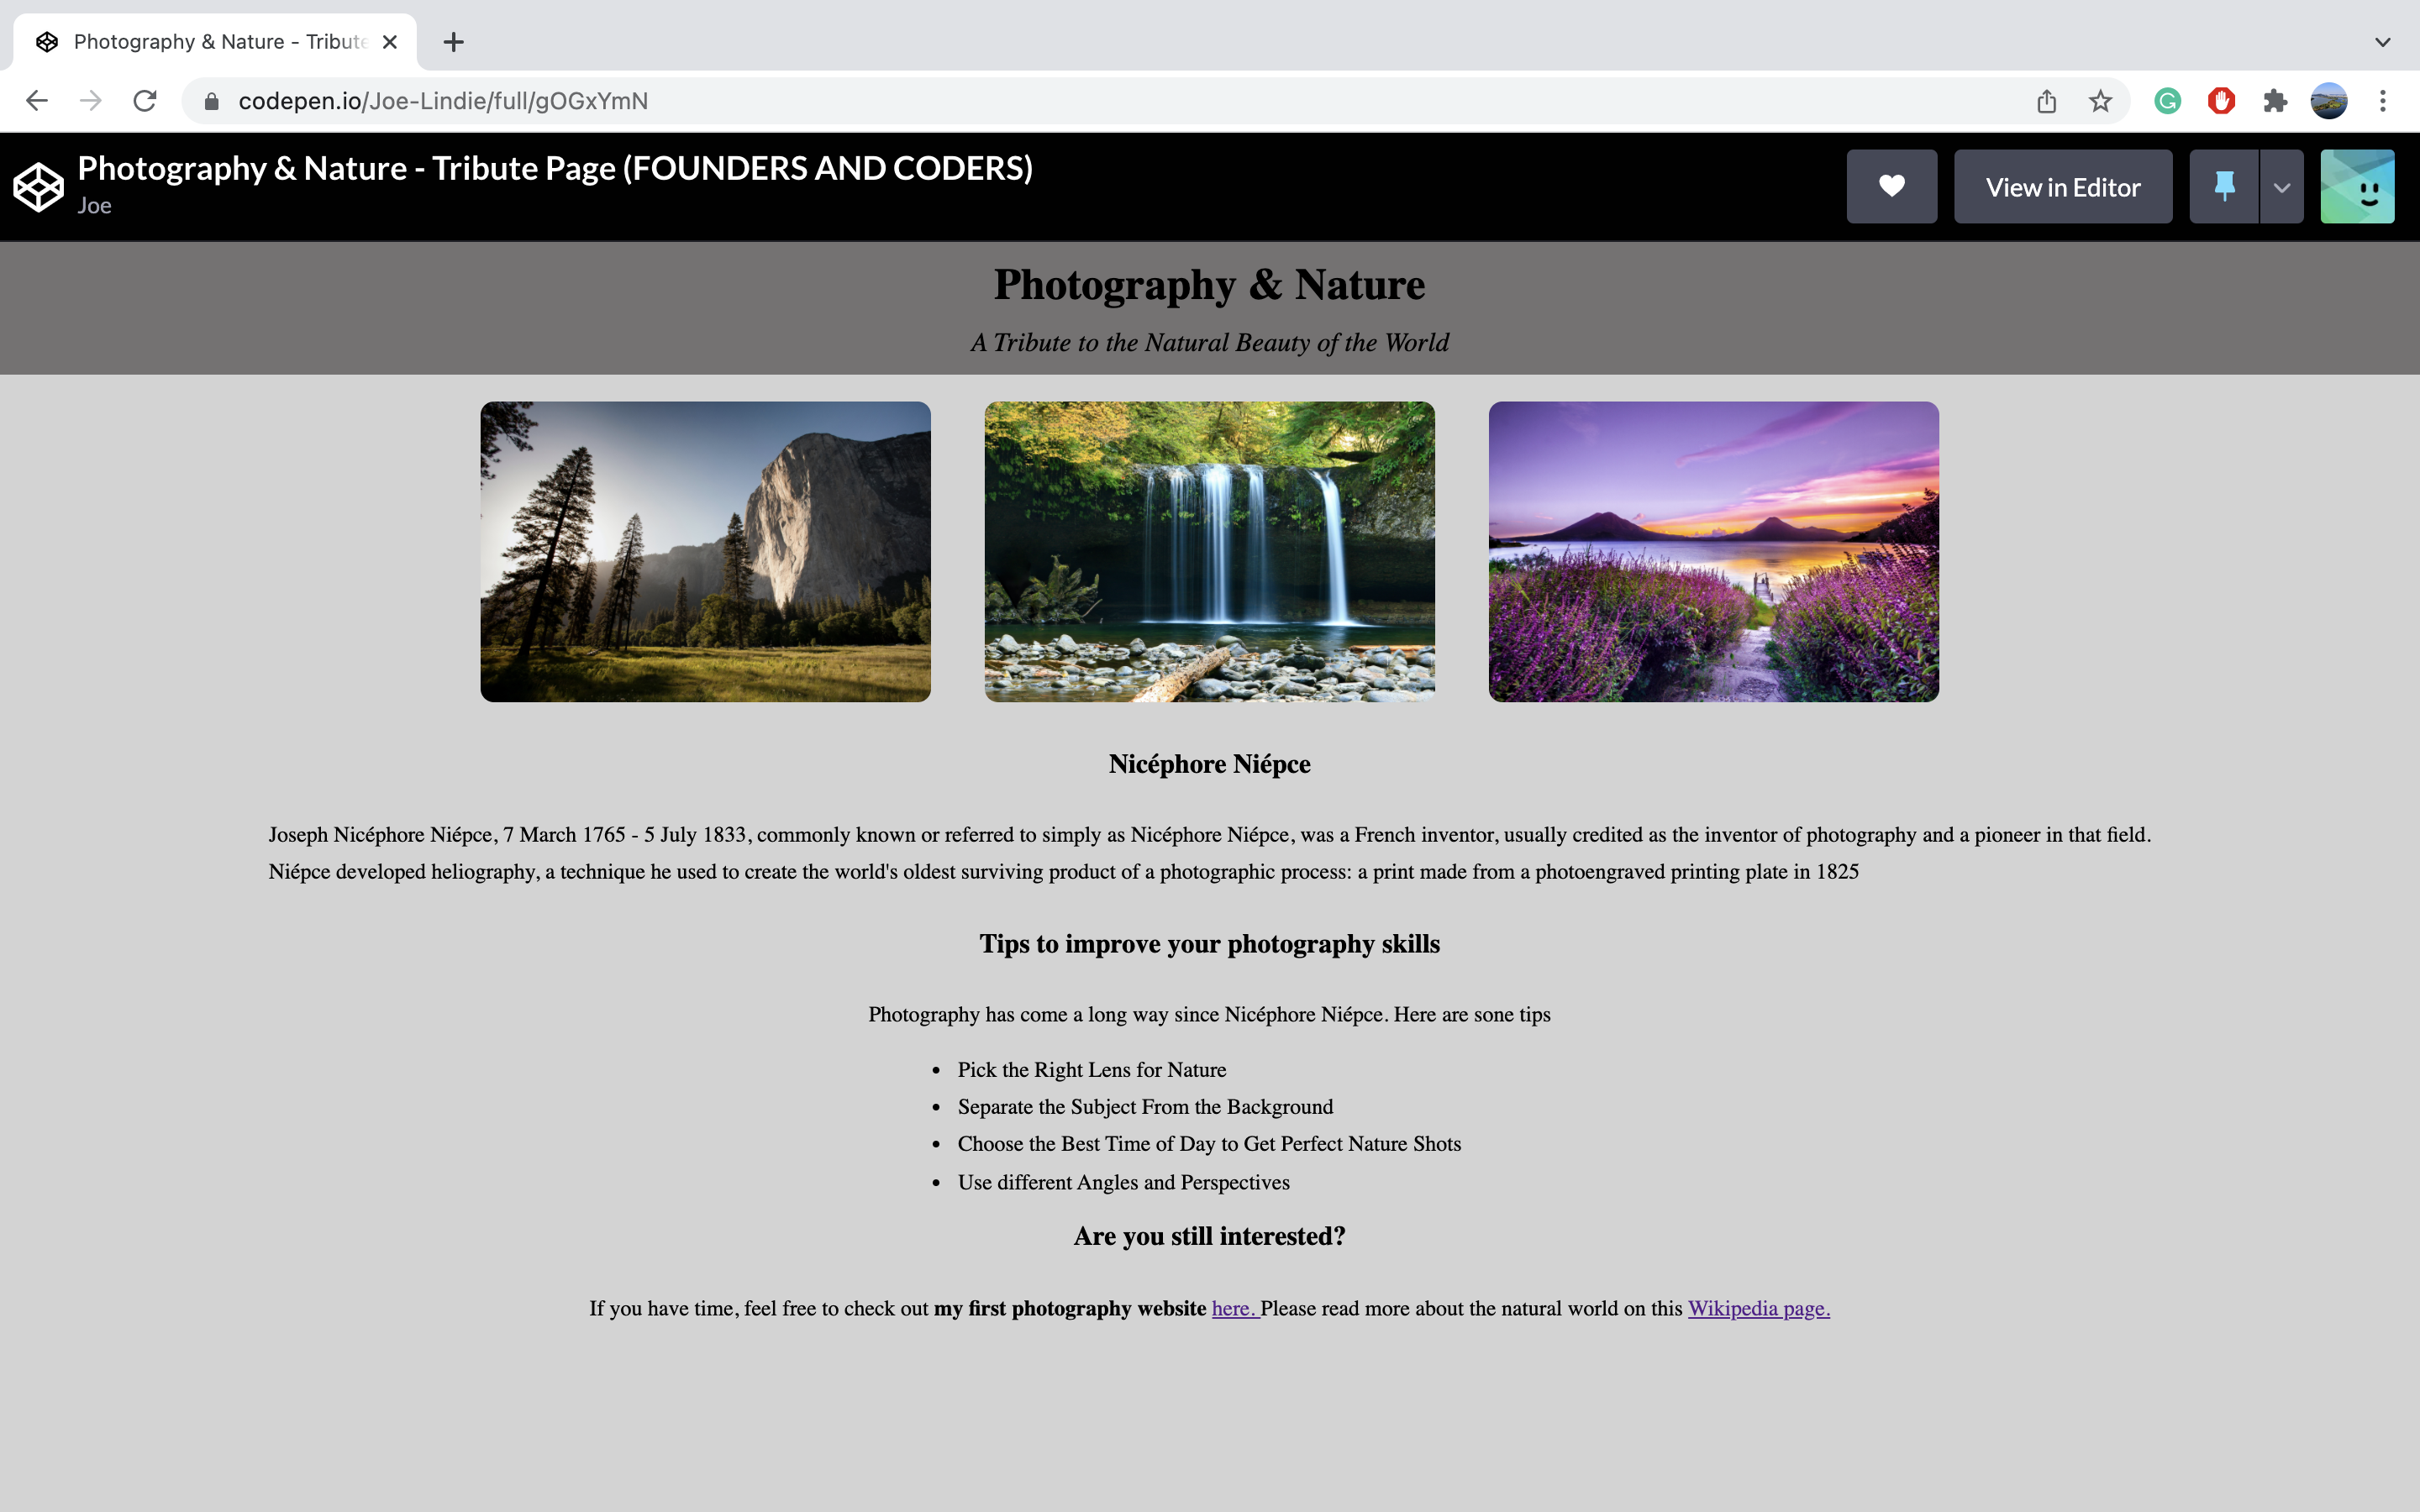 Photography & Nature - Tribute
codepen.io/Joe-Lindie/full/gOGxYmN
Photography & Nature - Tribute Page (FOUNDERS AND CODERS)
Joe
View in Editor
Photography & Nature
A Tribute to the Natural Beauty of the World
Nicéphore Niépce
Joseph Nicéphore Niépce, 7 March 1765 - 5 July 1833, commonly known or referred to simply as Nicéphore Niépce, was a French inventor, usually credited as the inventor of photography and a pioneer in that field.
Niépce developed heliography, a technique he used to create the world's oldest surviving product of a photographic process: a print made from a photoengraved printing plate in 1825
Tips to improve your photography skills
Photography has come a long way since Nicéphore Niépce. Here are sone tips
• Pick the Right Lens for Nature
• Separate the Subject From the Background
• Choose the Best Time of Day to Get Perfect Nature Shots
• Use different Angles and Perspectives
Are you still interested?
If you have time, feel free to check out my first photography website here. Please read more about the natural world on this Wikipedia page.